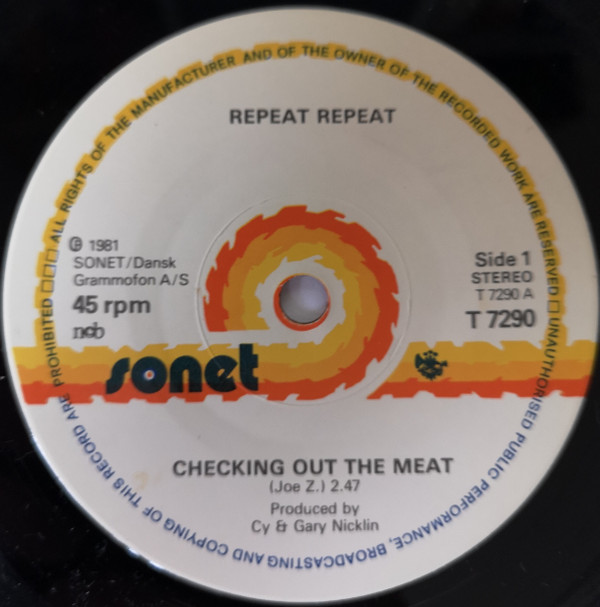 ALL RIGHTS OF THE MANUFACTURER AND OF THE OWNER OF THE RECORDED WORK ARE RESERVED □ UNAUTHORISED PUBLIC PERFORMANCE, BROADCASTING AND COPYING OF THIS RECORD ARE PROHIBITED □□□
REPEAT REPEAT
℗ 1981
SONET/Dansk
Grammofon A/S
45 rpm
ncb
Side 1
STEREO
T 7290 A
T 7290
sonet
CHECKING OUT THE MEAT
(Joe Z.) 2.47
Produced by
Cy & Gary Nicklin